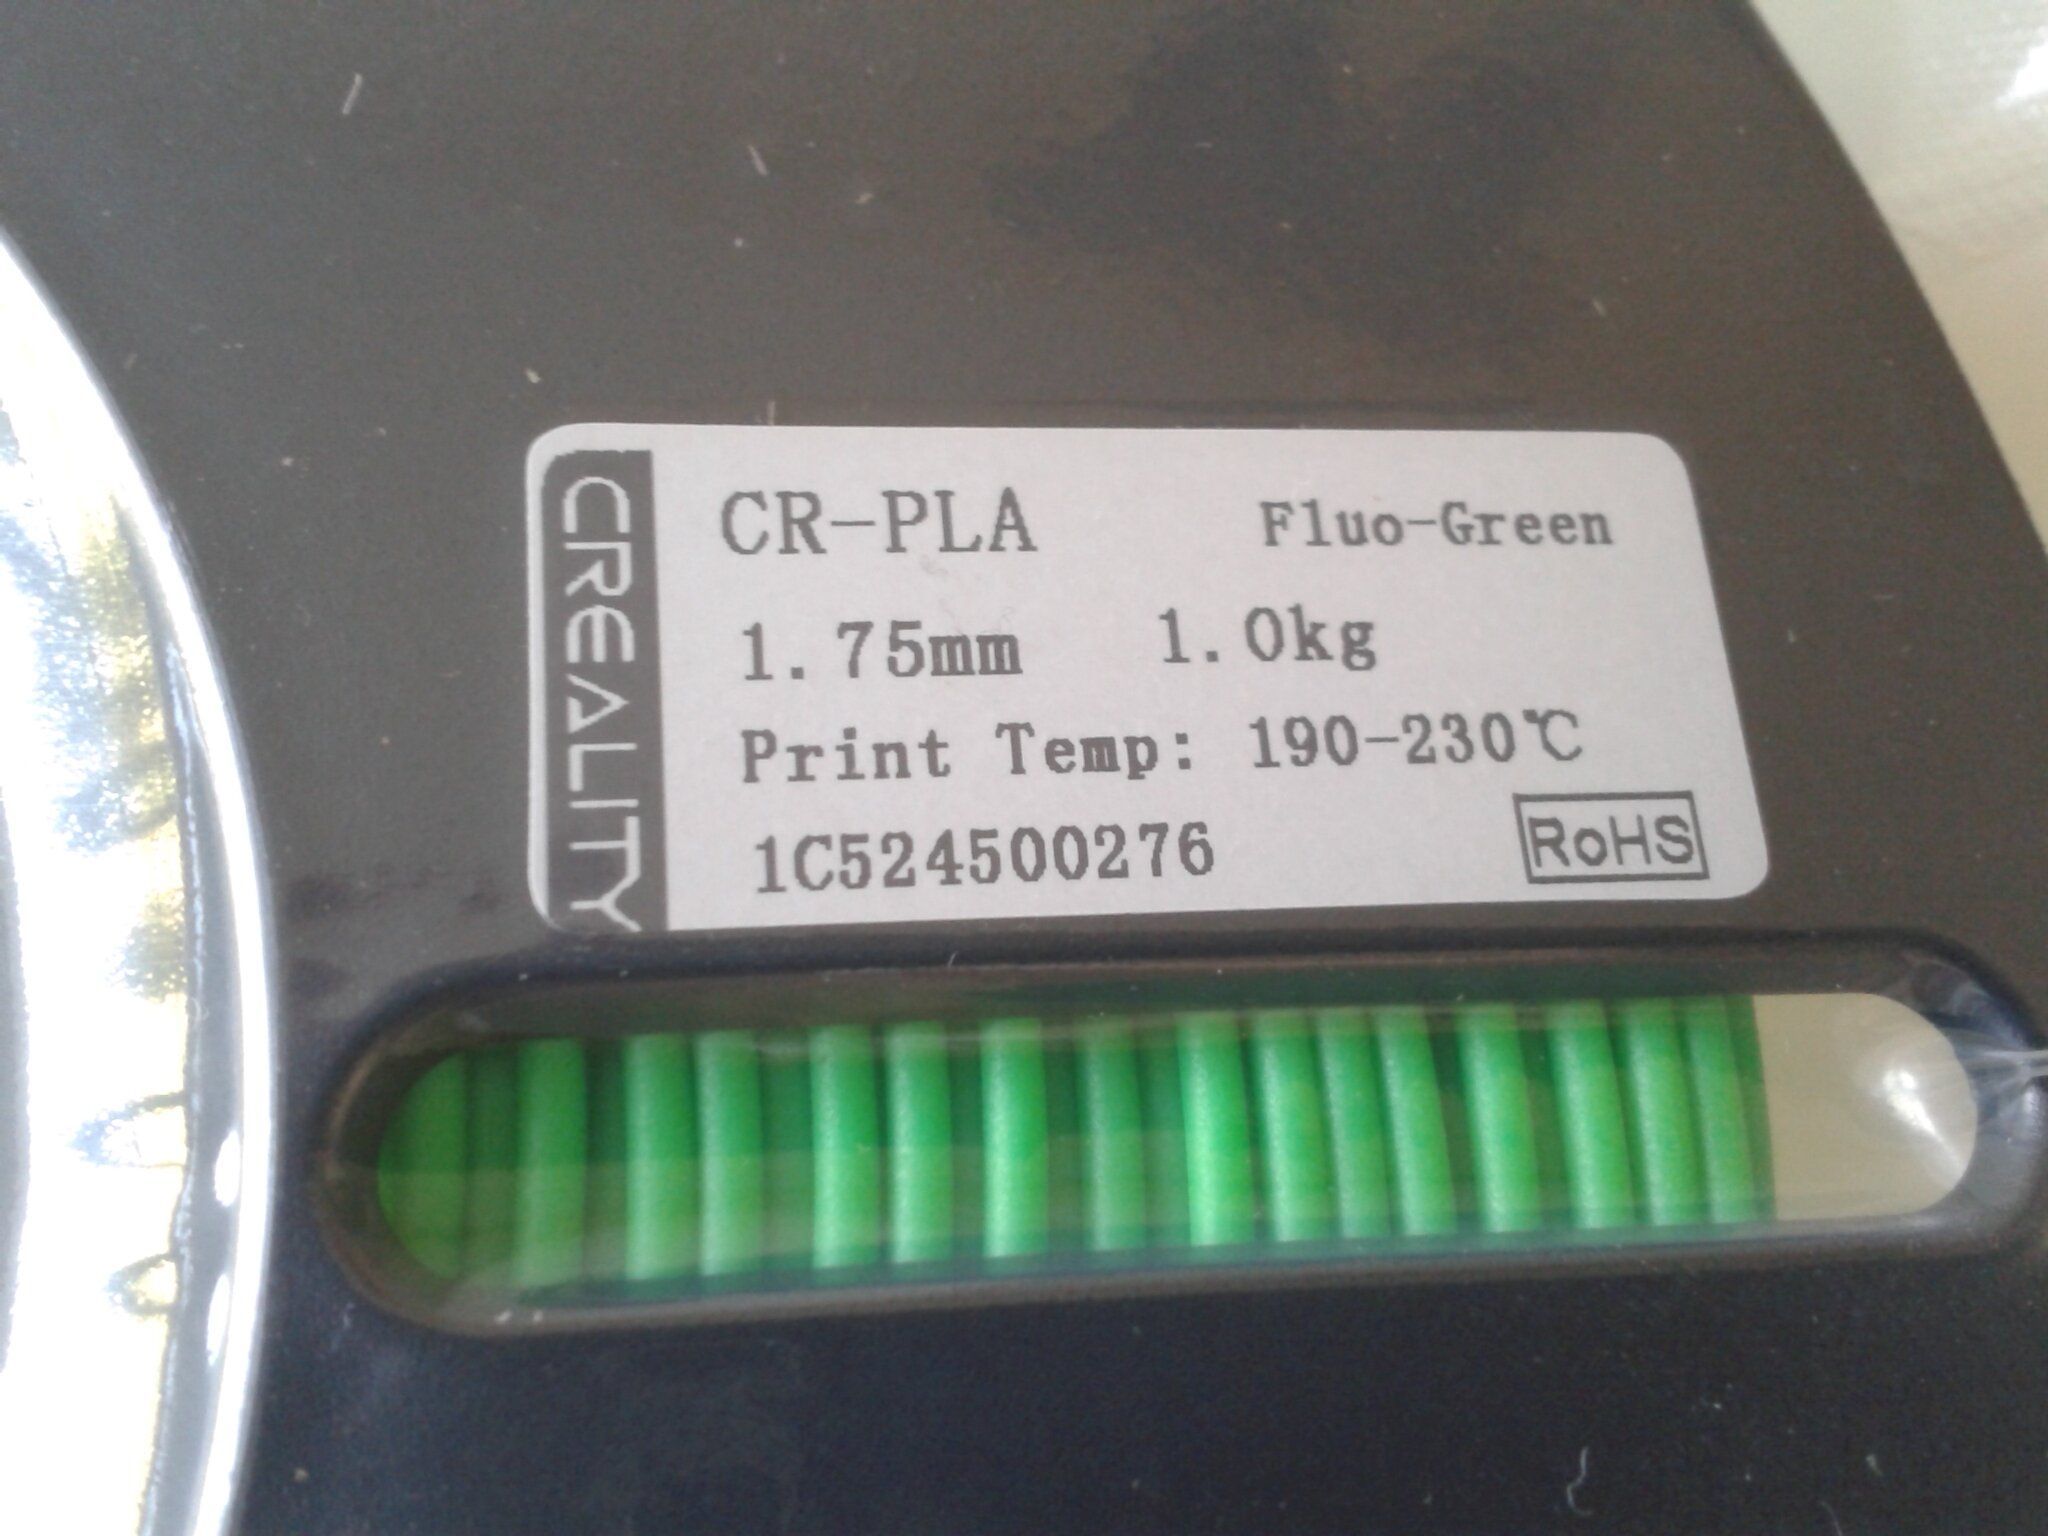 CREALITY
CR-PLA Fluo-Green
1.75mm 1.0kg
Print Temp: 190-230℃
1C524500276 RoHS